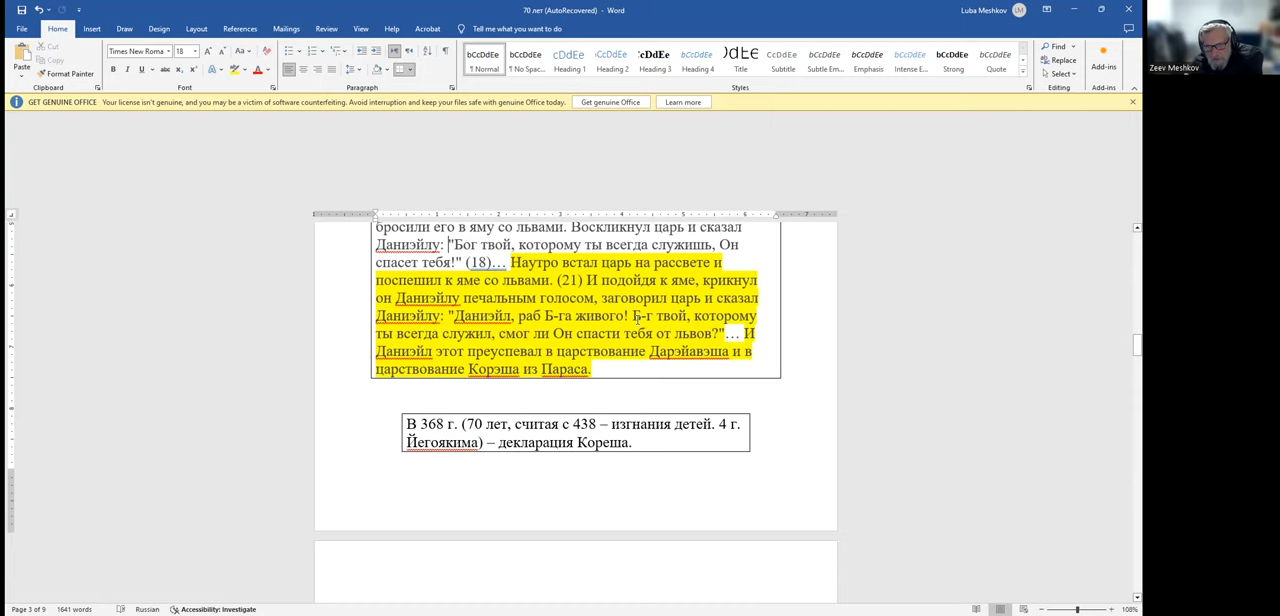 70 лет (AutoRecovered) - Word
Luba Meshkov
LM
File
Home
Insert
Draw
Design
Layout
References
Mailings
Review
View
Help
Acrobat
Tell me what you want to do
Paste
Cut
Copy
Format Painter
Clipboard
Times New Roma
18
Font
Paragraph
AaBbCcDdEe
¶ Normal
AaBbCcDdEe
¶ No Spac...
Heading 1
Heading 2
Heading 3
Heading 4
Title
Subtitle
Subtle Em...
Emphasis
Intense E...
Strong
Quote
Styles
Find
Replace
Select
Editing
Add-ins
Add-ins
GET GENUINE OFFICE Your license isn't genuine, and you may be a victim of software counterfeiting. Avoid interruption and keep your files safe with genuine Office today.
Get genuine Office
Learn more
Zeev Meshkov
бросили его в яму со львами. Воскликнул царь и сказал
Даниэйлу: "Бог твой, которому ты всегда служишь, Он
спасет тебя!" (18)… Наутро встал царь на рассвете и
поспешил к яме со львами. (21) И подойдя к яме, крикнул
он Даниэйлу печальным голосом, заговорил царь и сказал
Даниэйлу: "Даниэйл, раб Б-га живого! Б-г твой, которому
ты всегда служил, смог ли Он спасти тебя от львов?"… И
Даниэйл этот преуспевал в царствование Дарэйавэша и в
царствование Корэша из Параса.
В 368 г. (70 лет, считая с 438 – изгнания детей. 4 г.
Йегоякима) – декларация Кореша.
Page 3 of 9
1641 words
Russian
Accessibility: Investigate
108%